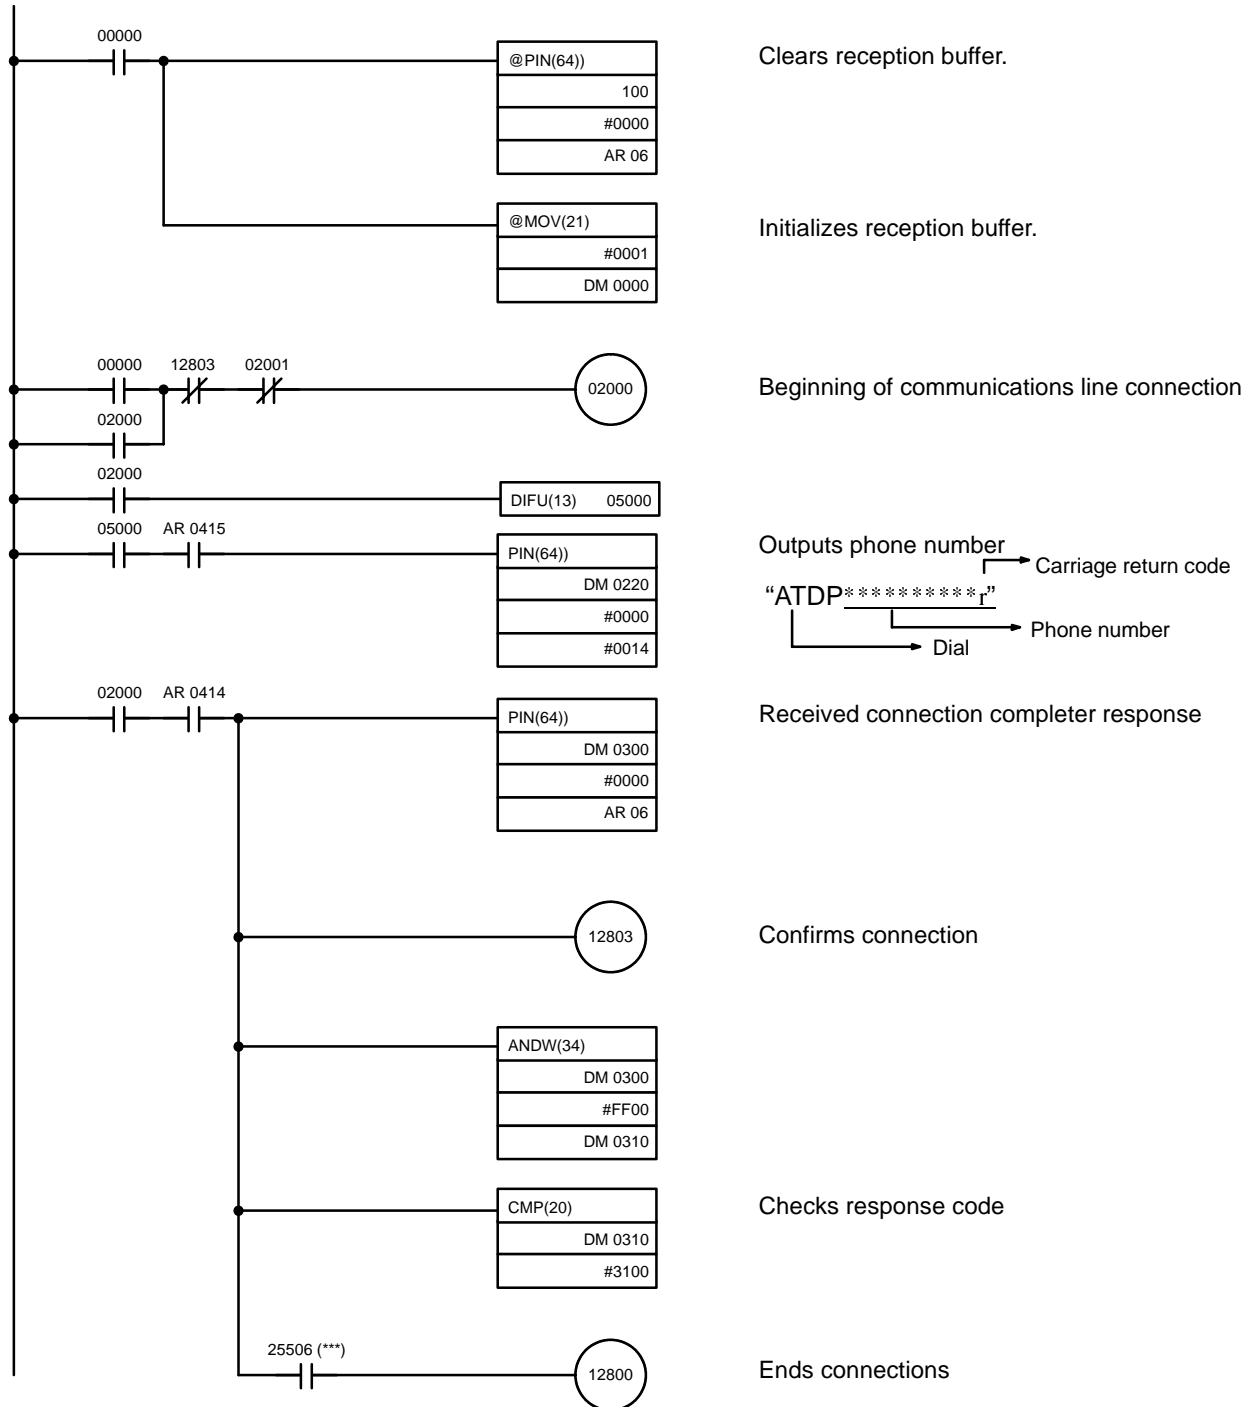 00000
@PIN(64))
Clears reception buffer.
100
#0000
AR 06
@MOV(21)
Initializes reception buffer.
#0001
DM 0000
00000 12803 02001
02000
Beginning of communications line connection
02000
02000
DIFU(13) 05000
05000 AR 0415
PIN(64))
Outputs phone number
Carriage return code
DM 0220
“ATDP**********r”
#0000
Phone number
#0014
Dial
02000 AR 0414
PIN(64))
Received connection completer response
DM 0300
#0000
AR 06
12803
Confirms connection
ANDW(34)
DM 0300
#FF00
DM 0310
CMP(20)
Checks response code
DM 0310
#3100
25506 (***)
12800
Ends connections